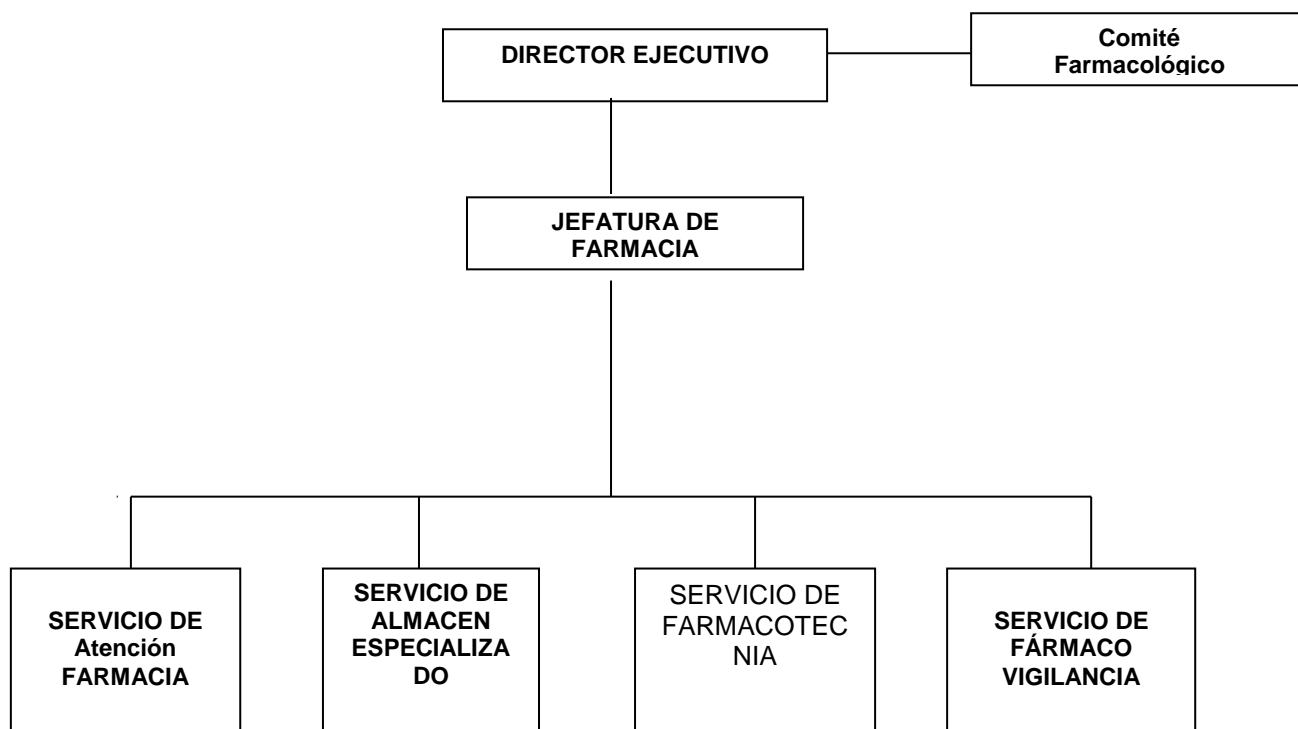 DIRECTOR EJECUTIVO
Comité
Farmacológico
JEFATURA DE
FARMACIA
SERVICIO DE
Atención
FARMACIA
SERVICIO DE
ALMACEN
ESPECIALIZA
DO
SERVICIO DE
FARMACOTEC
NIA
SERVICIO DE
FÁRMACO
VIGILANCIA